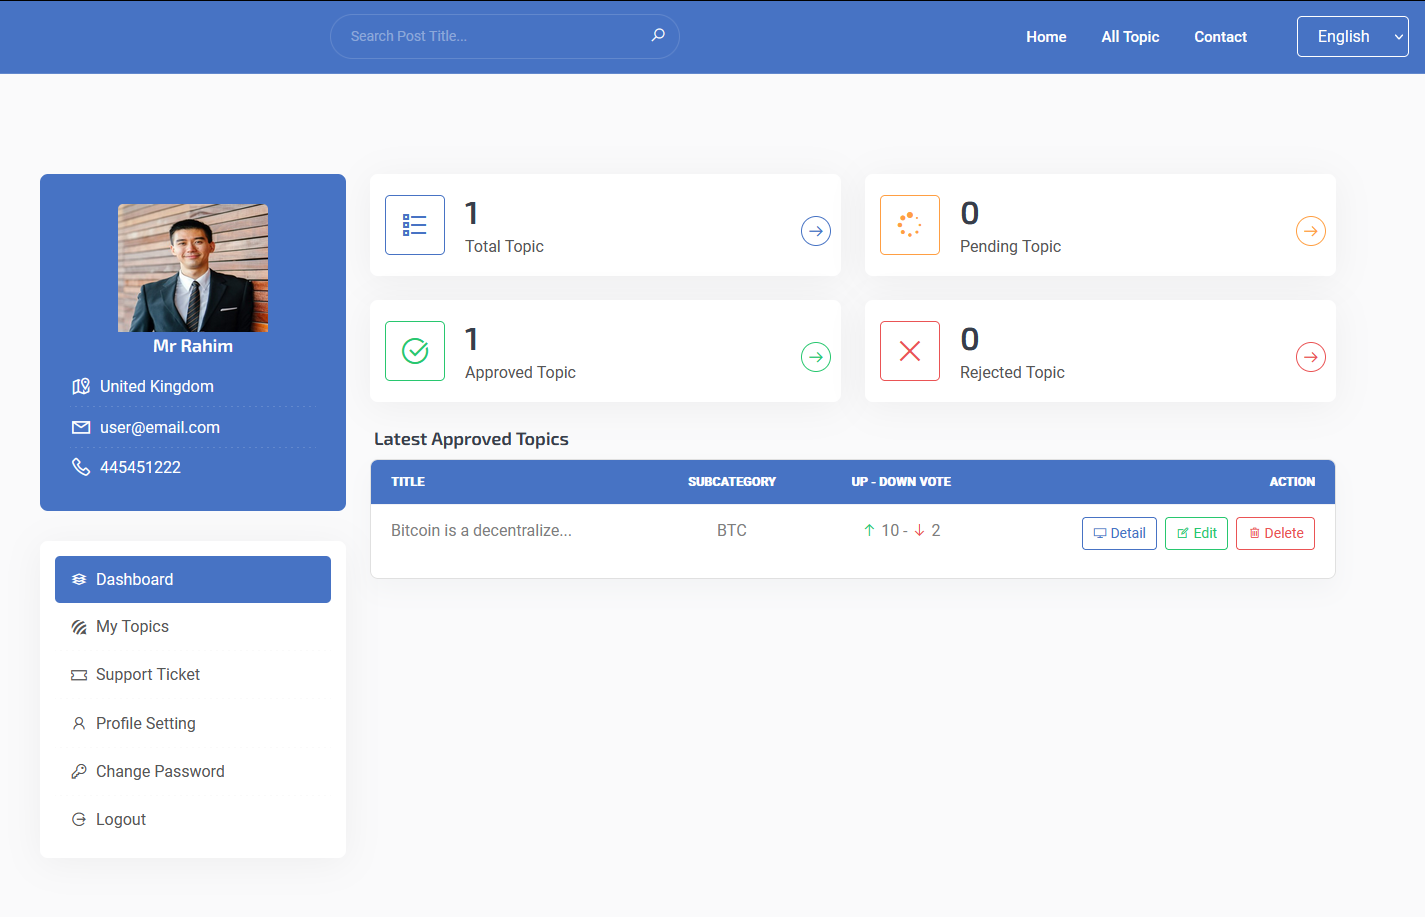 Search Post Title...
Home
All Topic
Contact
English
Mr Rahim
United Kingdom
user@email.com
445451222
Dashboard
My Topics
Support Ticket
Profile Setting
Change Password
Logout
1
Total Topic
0
Pending Topic
1
Approved Topic
0
Rejected Topic
Latest Approved Topics
TITLE SUBCATEGORY UP - DOWN VOTE ACTION
Bitcoin is a decentralize... BTC ↑ 10 - ↓ 2 Detail Edit Delete